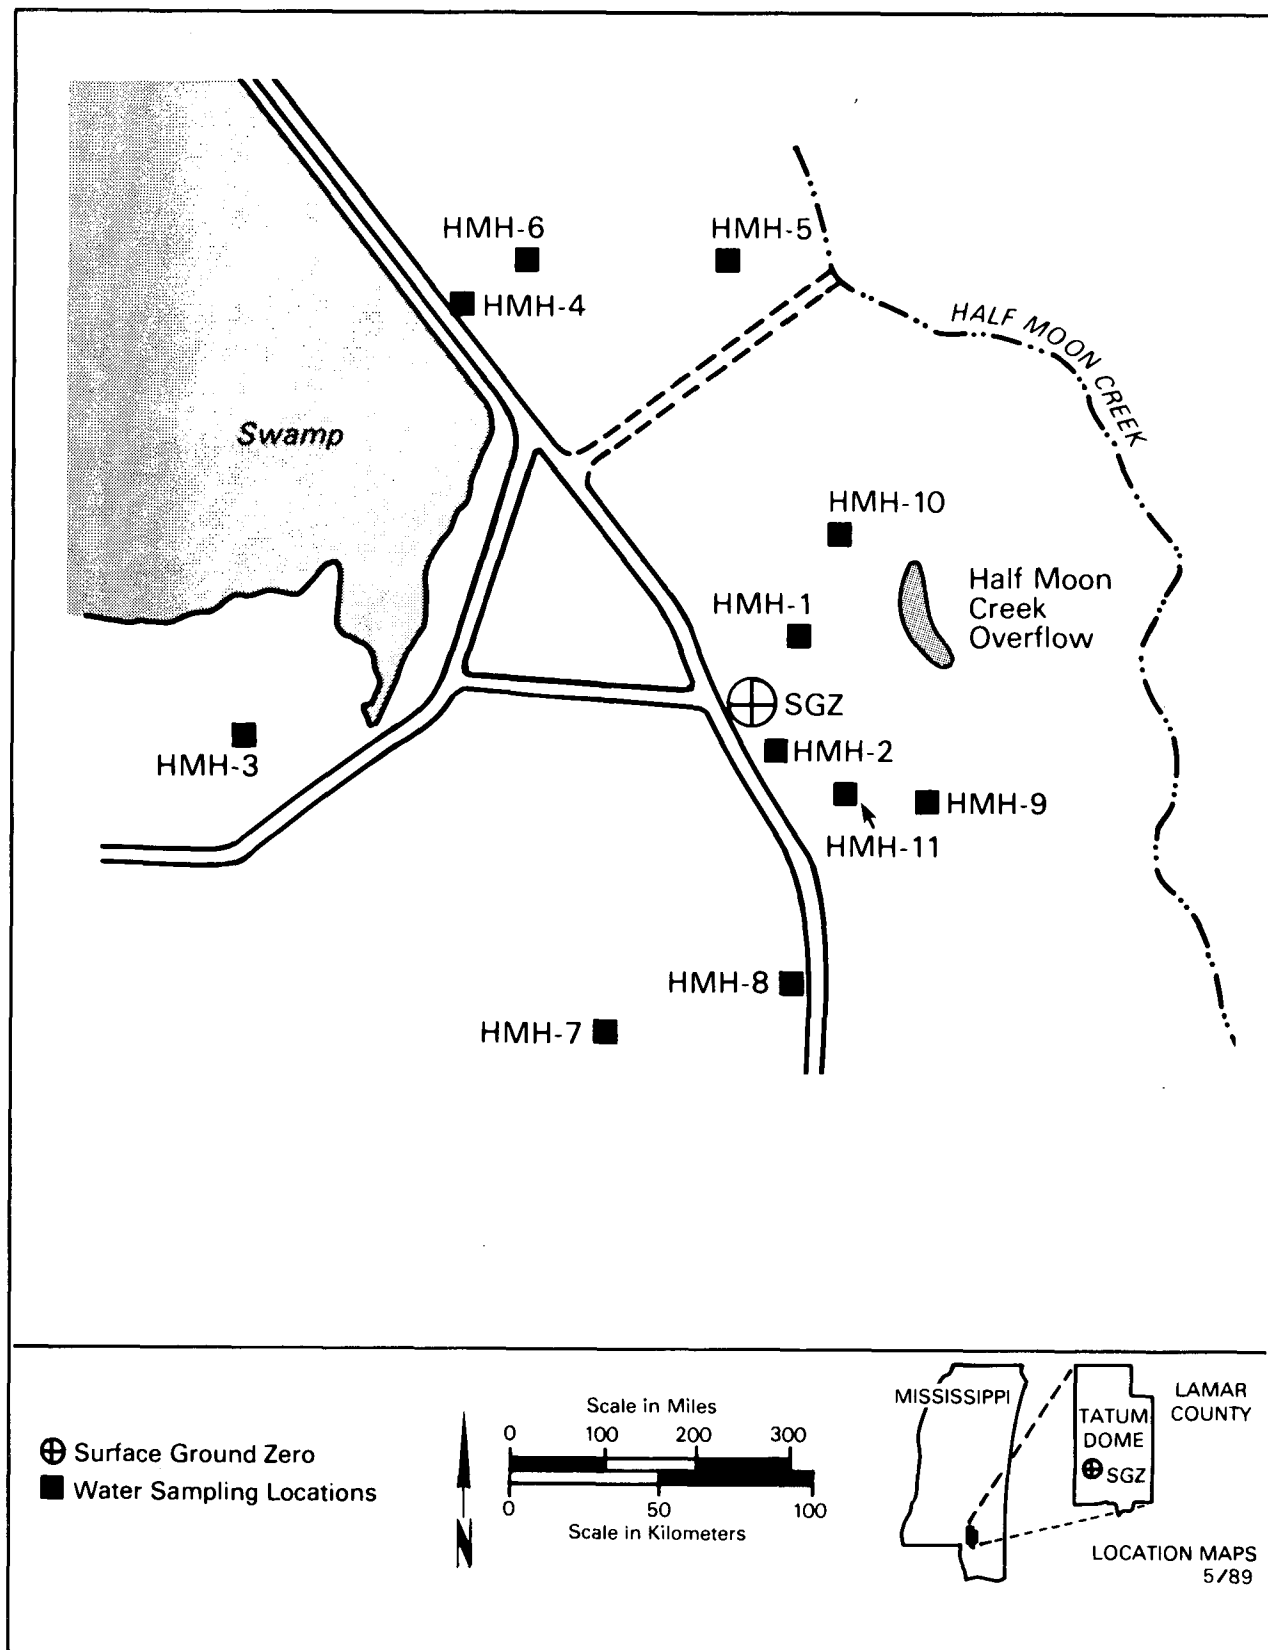 HMH-6
HMH-5
HMH-4
HALF MOON CREEK
Swamp
HMH-10
Half Moon
Creek
Overflow
HMH-1
SGZ
HMH-2
HMH-3
HMH-9
HMH-11
HMH-8
HMH-7
Surface Ground Zero
Water Sampling Locations
N
Scale in Miles
0 100 200 300
0 50 100
Scale in Kilometers
MISSISSIPPI
LAMAR
COUNTY
TATUM
DOME
SGZ
LOCATION MAPS
5/89